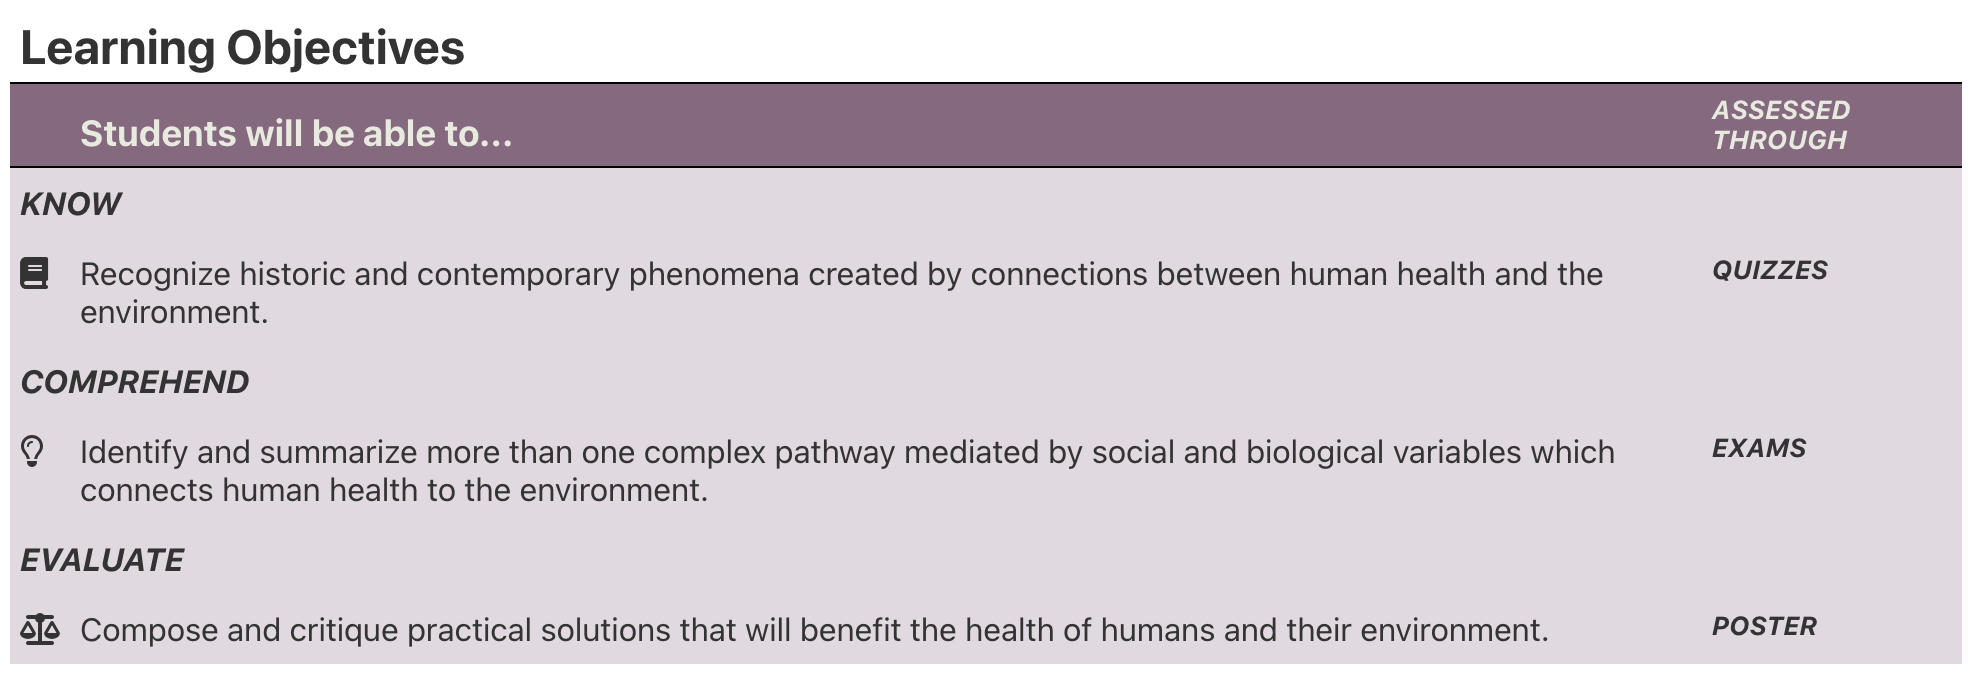 Learning Objectives
Students will be able to...
ASSESSED
THROUGH
KNOW
Recognize historic and contemporary phenomena created by connections between human health and the
environment.
QUIZZES
COMPREHEND
Identify and summarize more than one complex pathway mediated by social and biological variables which
connects human health to the environment.
EXAMS
EVALUATE
Compose and critique practical solutions that will benefit the health of humans and their environment.
POSTER